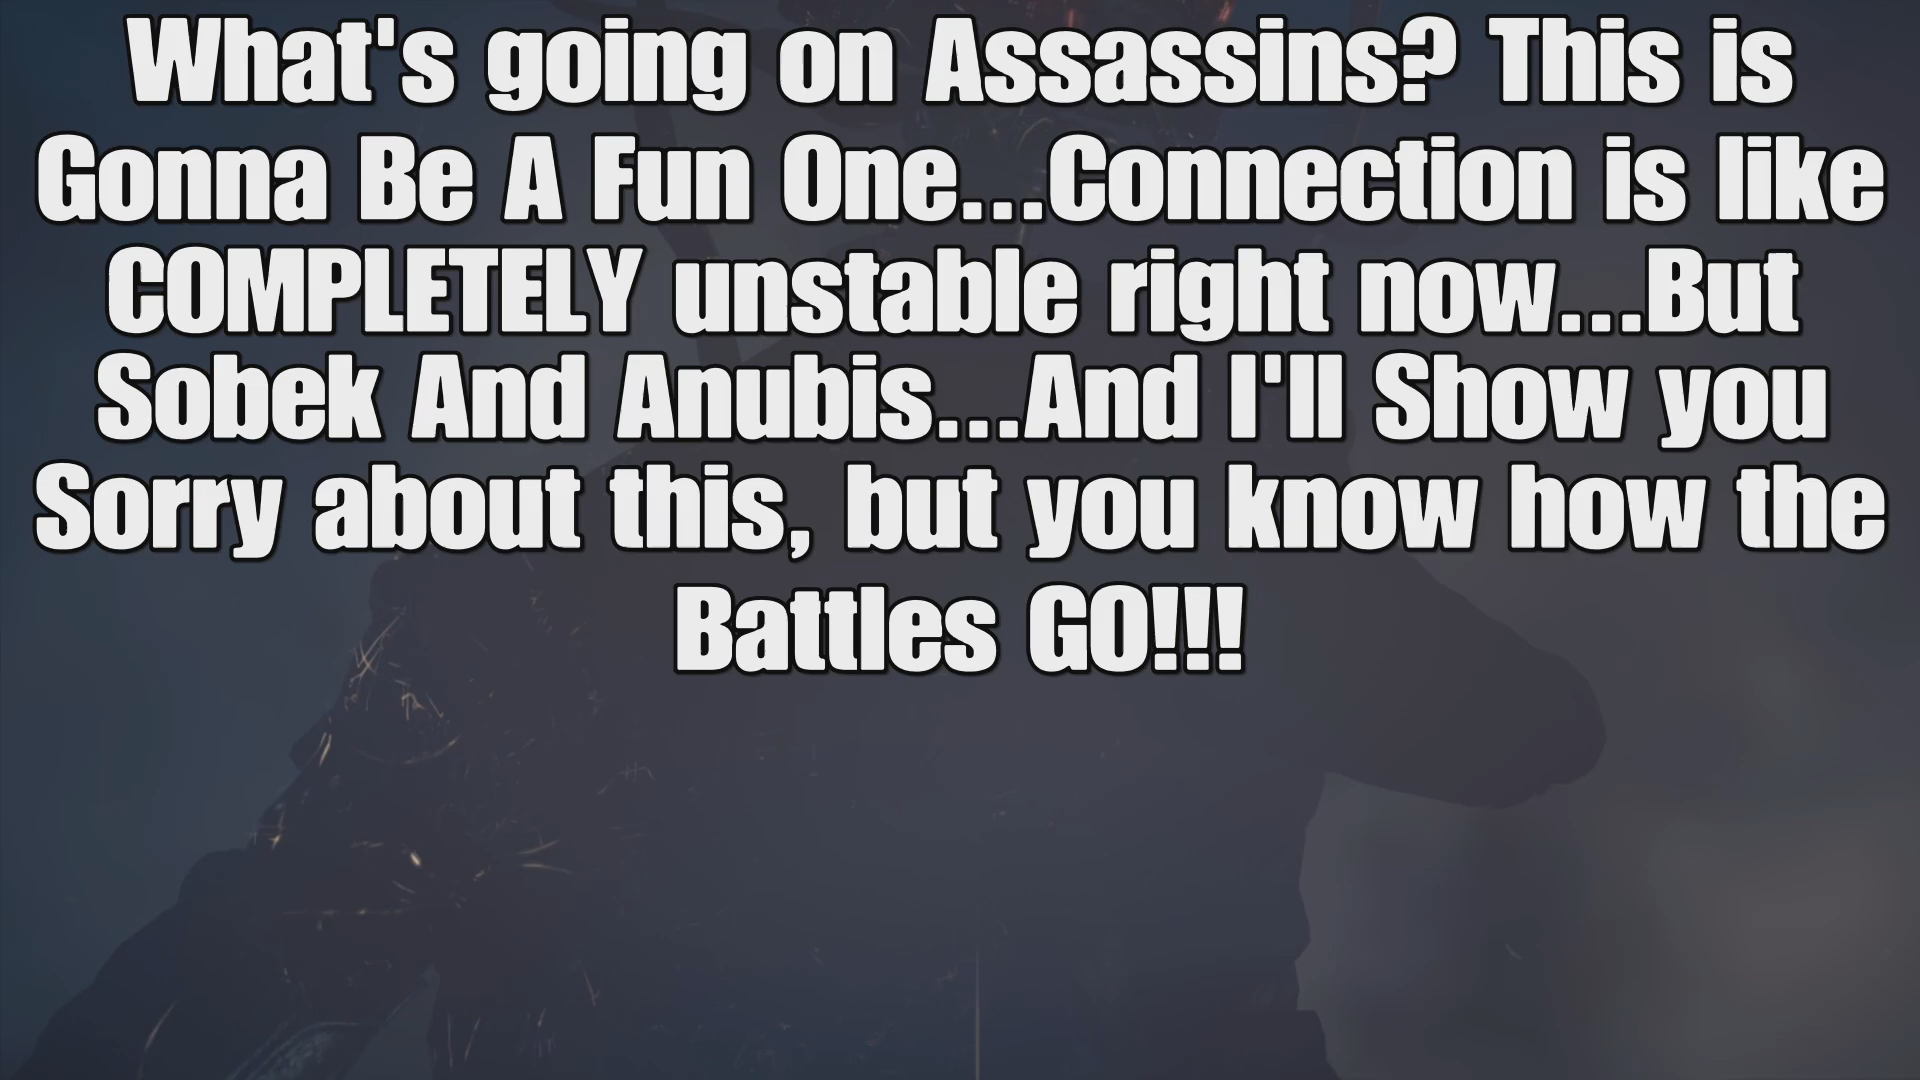 What's going on Assassins? This is
Gonna Be A Fun One...Connection is like
COMPLETELY unstable right now...But
Sobek And Anubis...And I'll Show you
Sorry about this, but you know how the
Battles GO!!!